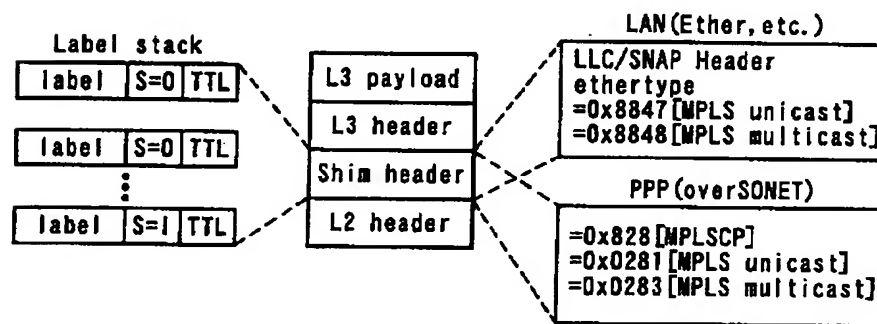 Label stack
label S=0 TTL
label S=0 TTL
label S=1 TTL
L3 payload
L3 header
Shim header
L2 header
LAN(Ether,etc.)
LLC/SNAP Header
ethertype
=0x8847[MPLS unicast]
=0x8848[MPLS multicast]
PPP(overSONET)
=0x828[MPLSCP]
=0x0281[MPLS unicast]
=0x0283[MPLS multicast]